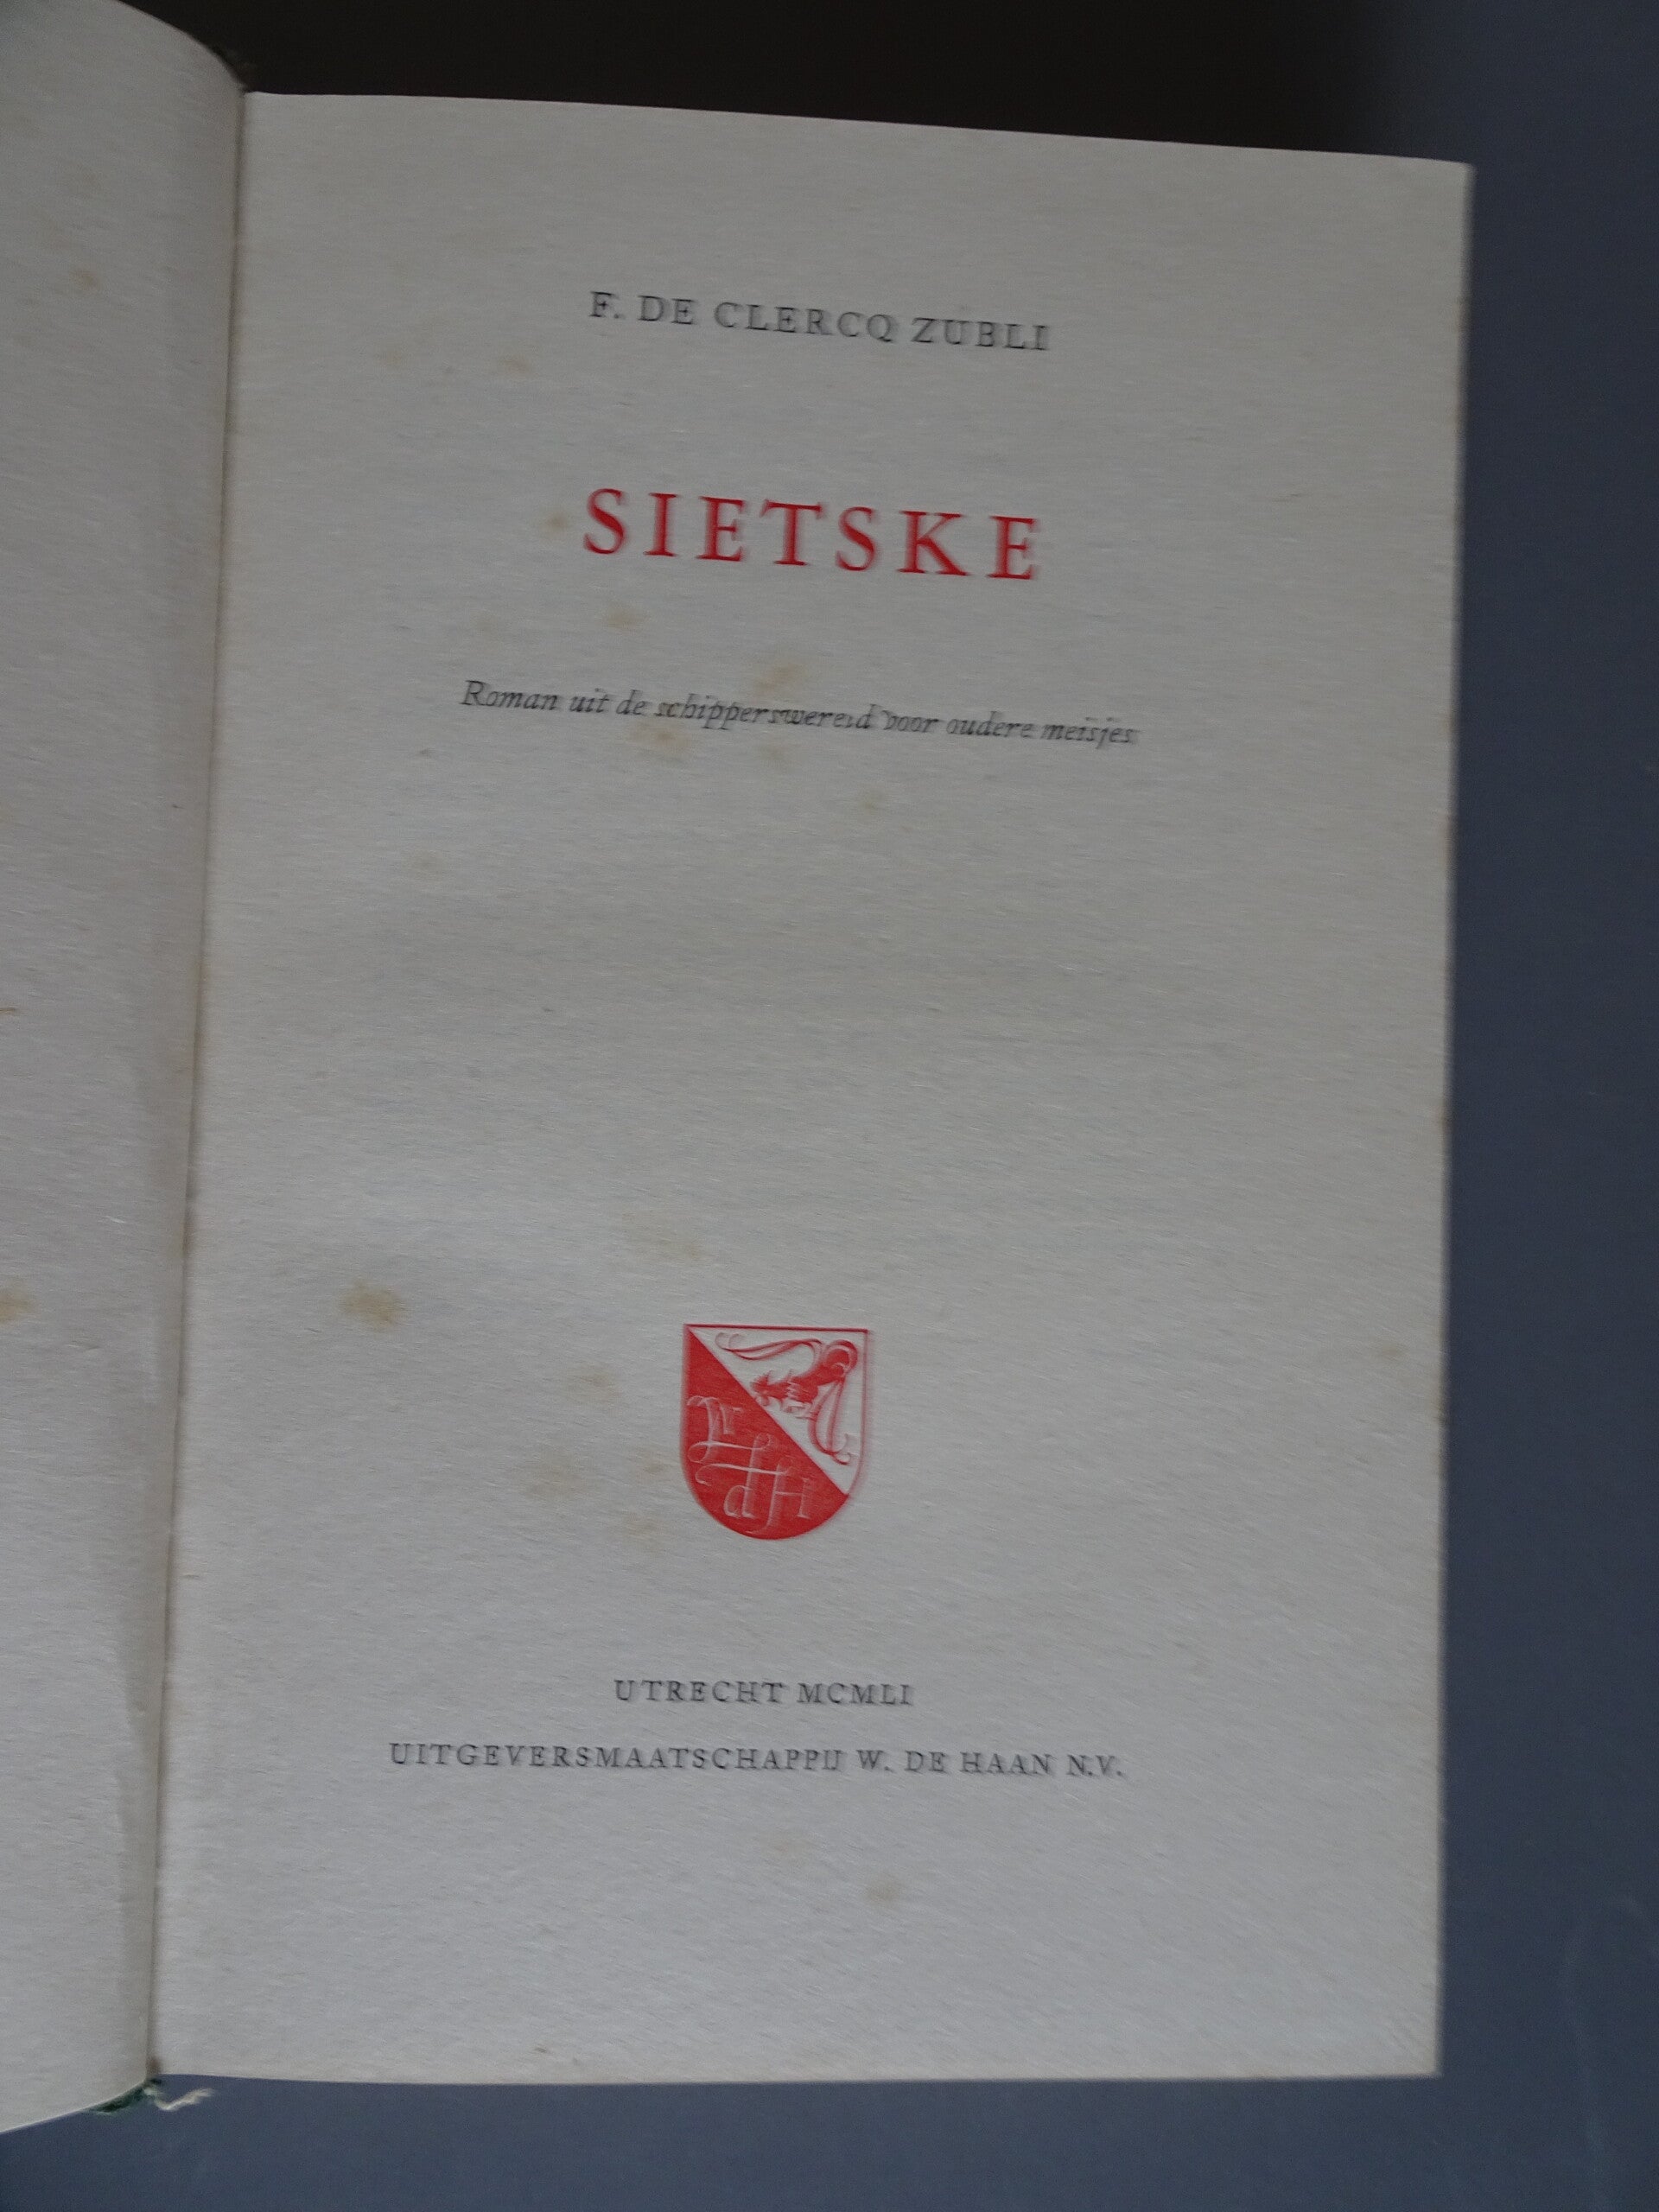 F. DE CLERCQ ZUBLI
SIETSKE
Roman uit de schipperswereld voor oudere meisjes
W
d H
UTRECHT MCMLI
UITGEVERSMAATSCHAPPIJ W. DE HAAN N.V.